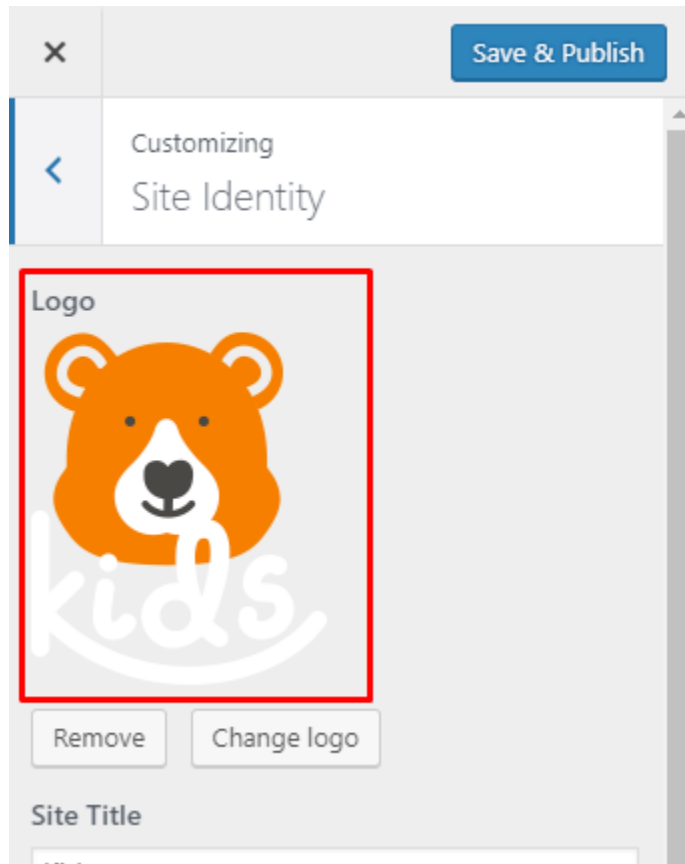 Save & Publish
Customizing
Site Identity
Logo
kids
Remove
Change logo
Site Title